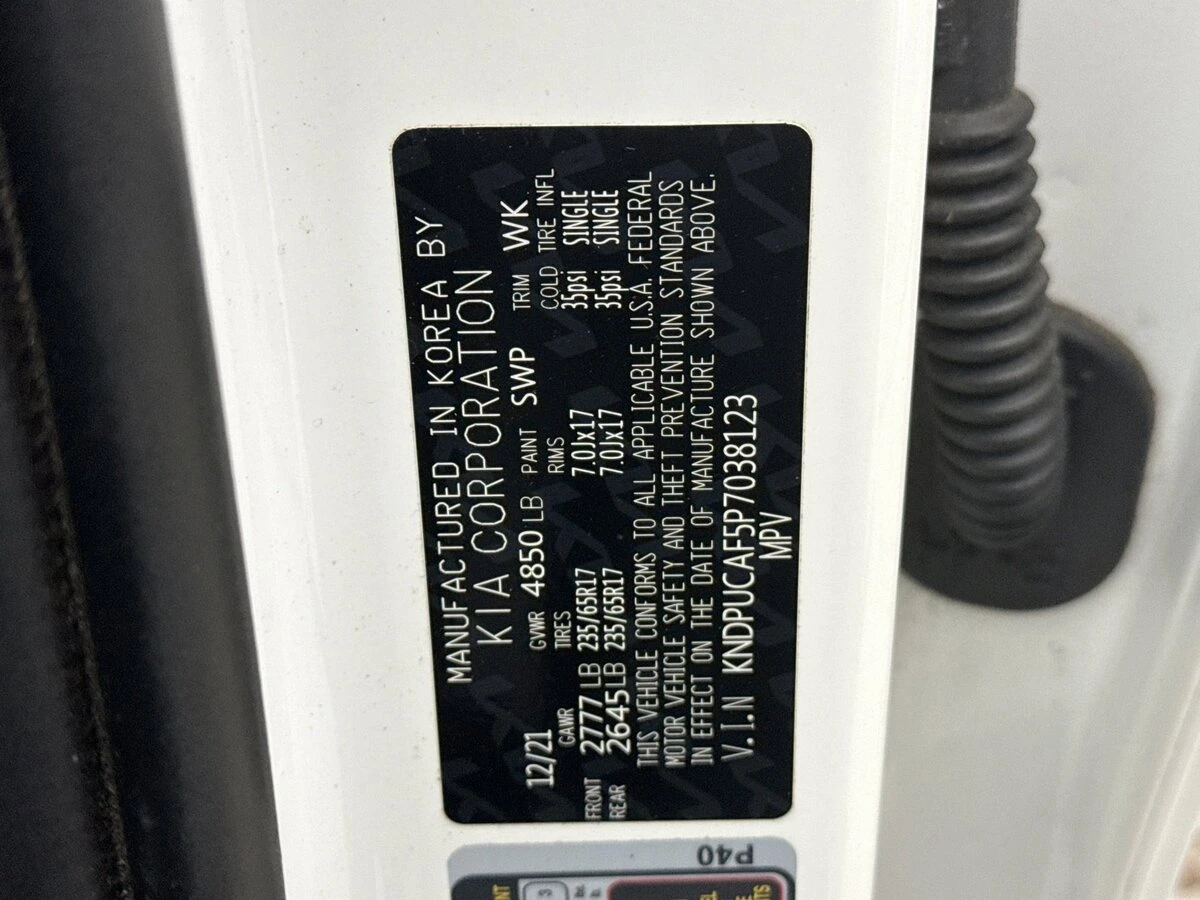 MANUFACTURED IN KOREA BY
KIA CORPORATION
12/21 GVWR 4850 LB PAINT SWP TRIM WK
GAWR TIRES RIMS COLD TIRE INFL
FRONT 2777 LB 235/65R17 7.0Jx17 35psi SINGLE
REAR 2645 LB 235/65R17 7.0Jx17 35psi SINGLE
THIS VEHICLE CONFORMS TO ALL APPLICABLE U.S.A. FEDERAL
MOTOR VEHICLE SAFETY AND THEFT PREVENTION STANDARDS
IN EFFECT ON THE DATE OF MANUFACTURE SHOWN ABOVE.
V.I.N KNDPUCAF5P7038123
MPV
P40